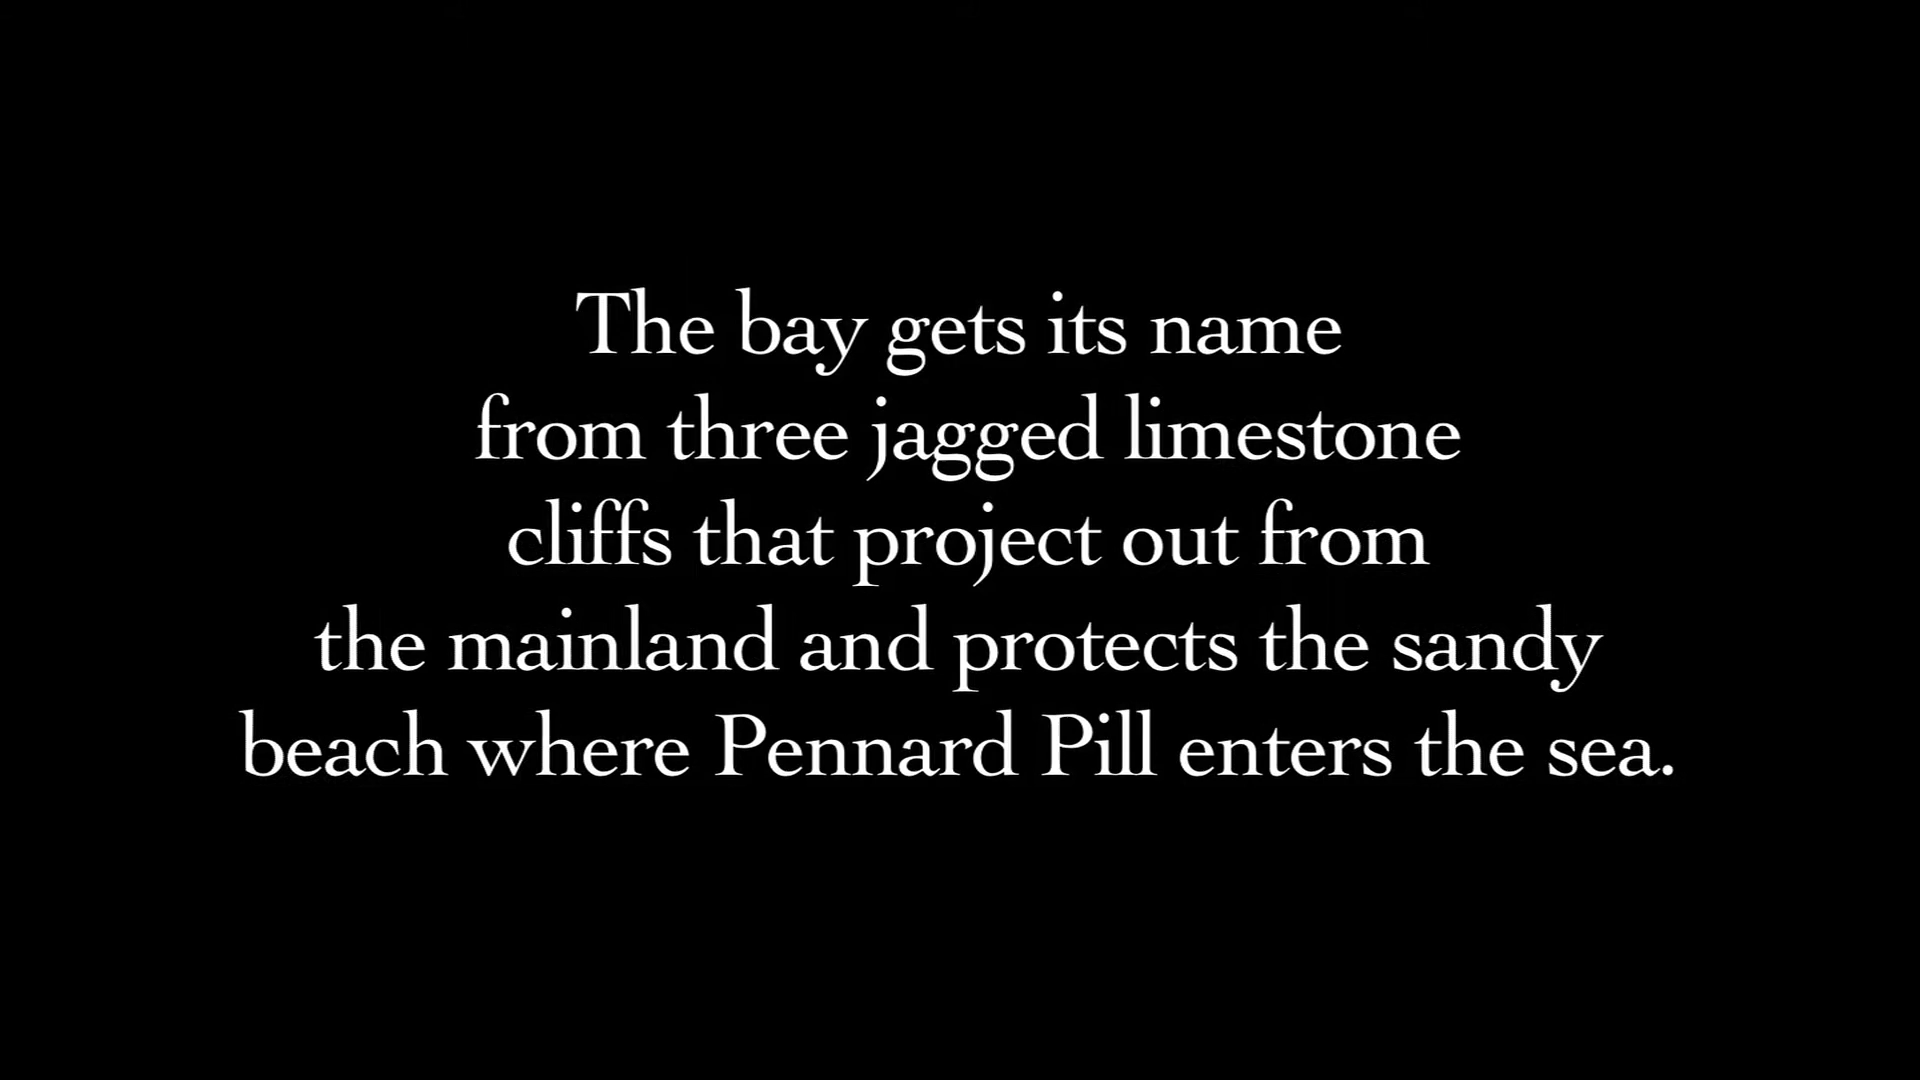 The bay gets its name
from three jagged limestone
cliffs that project out from
the mainland and protects the sandy
beach where Pennard Pill enters the sea.